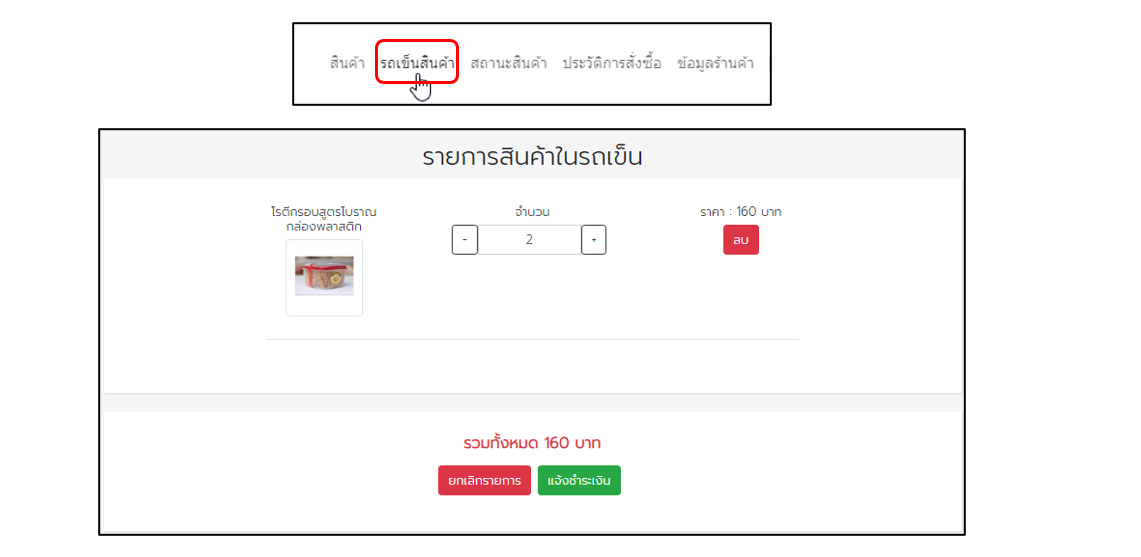 สินค้า รถเข็นสินค้า สถานะสินค้า ประวัติการสั่งซื้อ ข้อมูลร้านค้า
รายการสินค้าในรถเข็น
โรตีกรอบสูตรโบราณ
กล่องพลาสติก
จำนวน
- 2 +
ราคา : 160 บาท
ลบ
รวมทั้งหมด 160 บาท
ยกเลิกรายการ แจ้งชำระเงิน